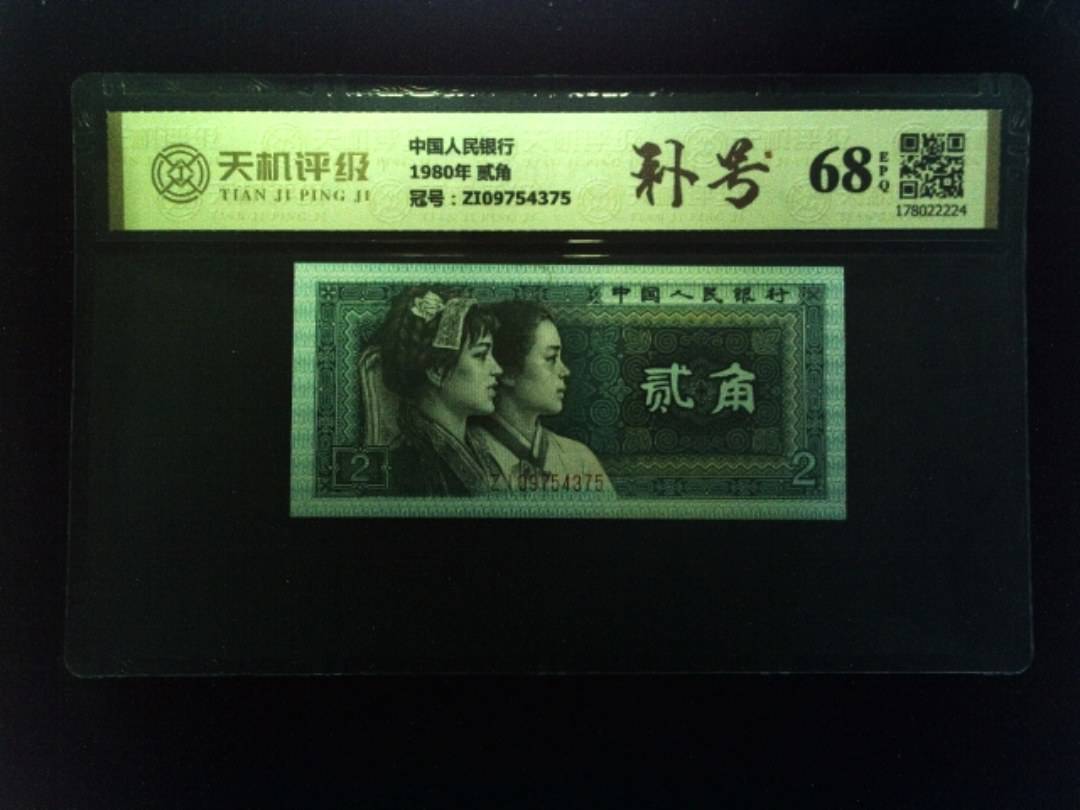 天机评级
TIAN JI PING JI
中国人民银行
1980年 贰角
冠号：ZI09754375
补号
68
EPQ
178022224
中国人民银行
贰角
2
2
ZI09754375